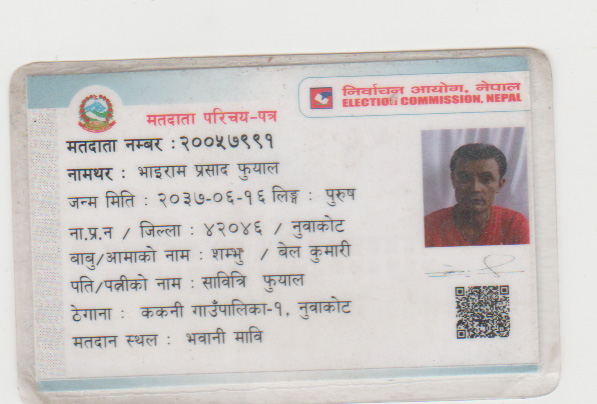 निर्वाचन आयोग, नेपाल
ELECTION COMMISSION, NEPAL
मतदाता परिचय-पत्र
मतदाता नम्बर : २००५७९९१
नामथर : भाइराम प्रसाद फुयाल
जन्म मिति : २०३७-०६-१६ लिङ्ग : पुरुष
ना.प्र.न / जिल्ला : ४२०४६ / नुवाकोट
बाबु/आमाको नाम : शम्भु / बेल कुमारी
पति/पत्नीको नाम : सावित्रि फुयाल
ठेगाना : ककनी गाउँपालिका-१, नुवाकोट
मतदान स्थल : भवानी मावि